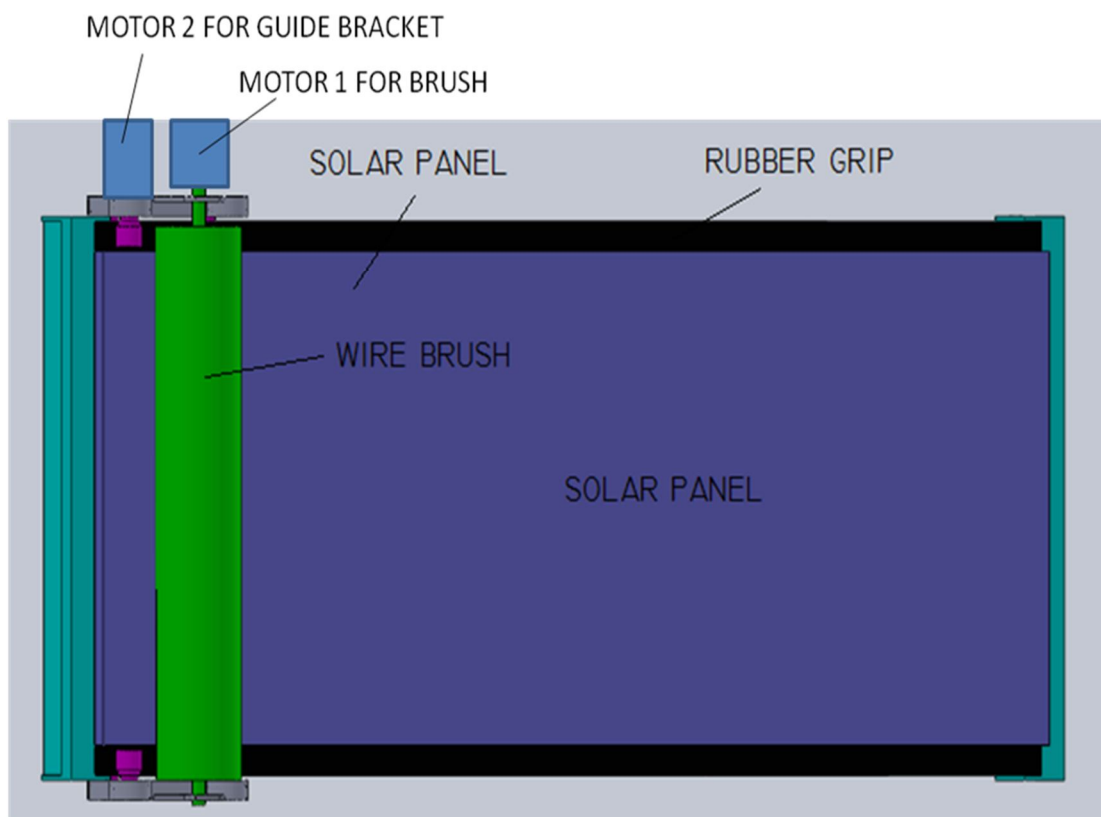 MOTOR 2 FOR GUIDE BRACKET
MOTOR 1 FOR BRUSH
SOLAR PANEL
RUBBER GRIP
WIRE BRUSH
SOLAR PANEL